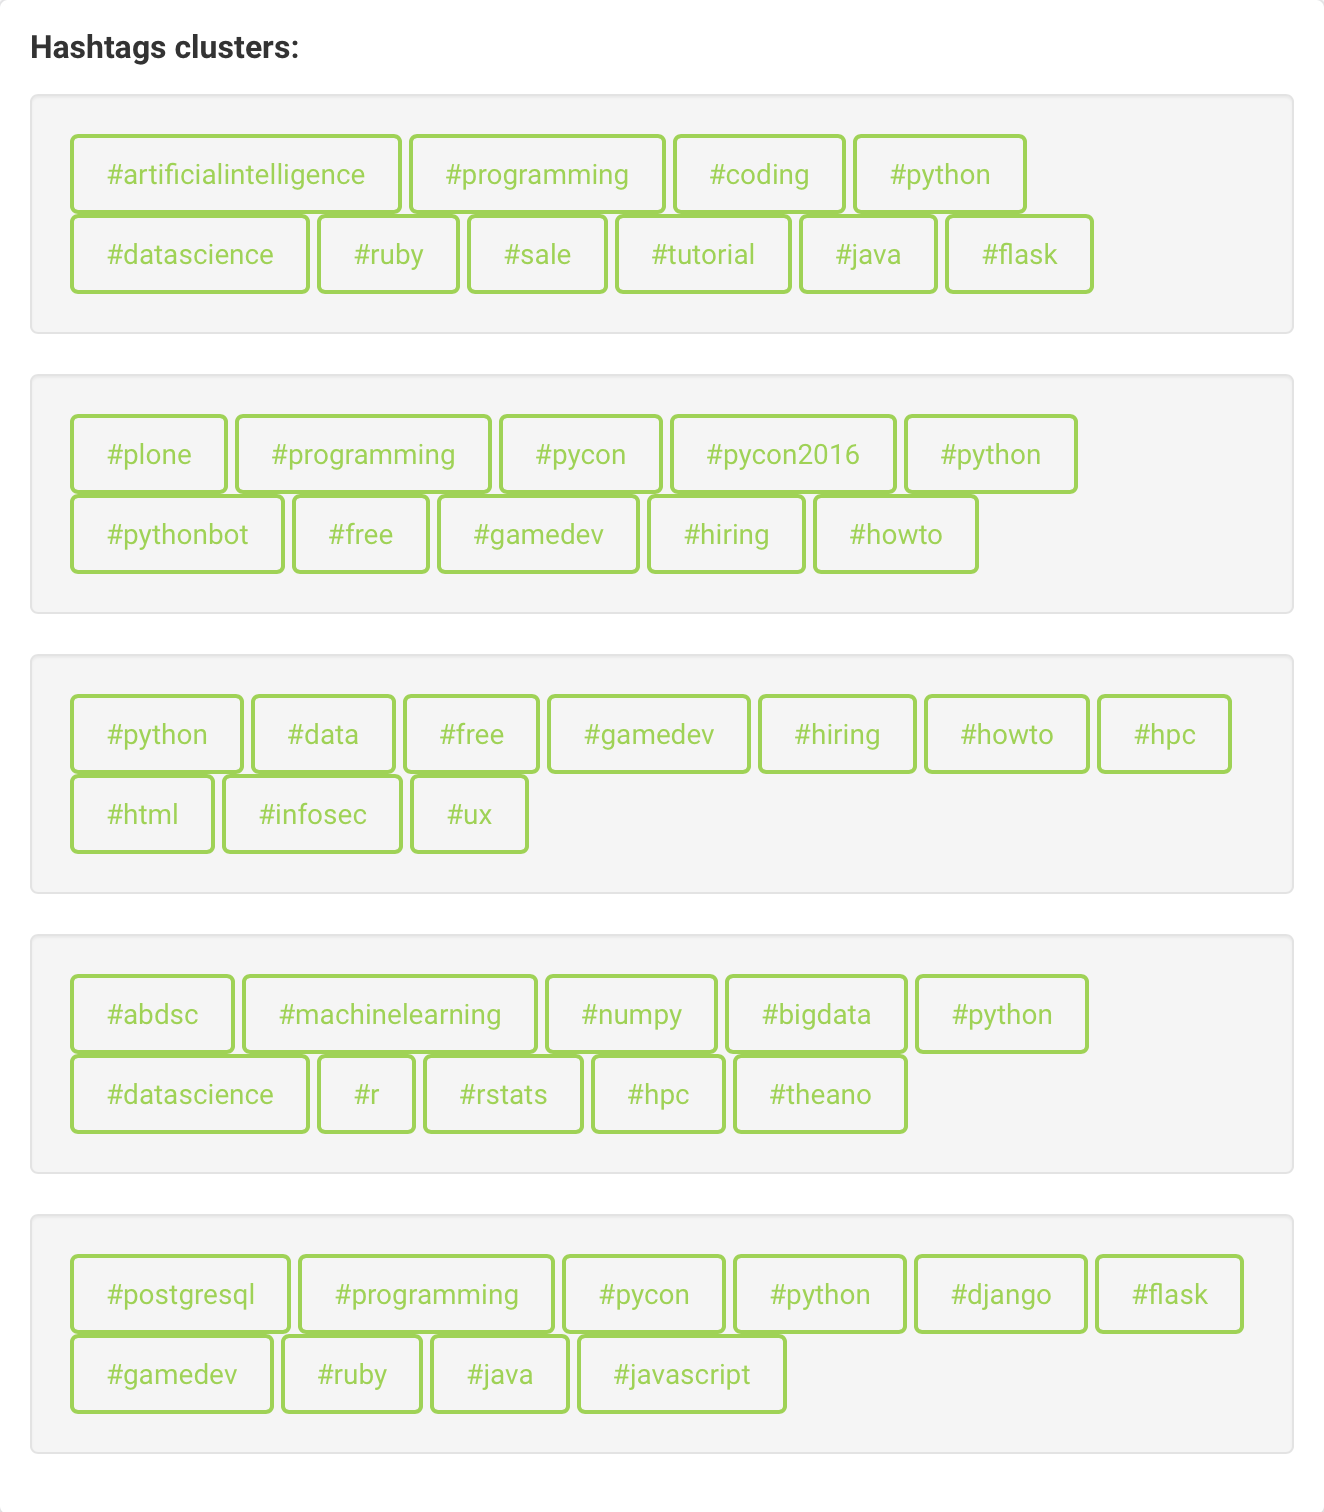 Hashtags clusters:
#artificialintelligence #programming #coding #python
#datascience #ruby #sale #tutorial #java #flask
#plone #programming #pycon #pycon2016 #python
#pythonbot #free #gamedev #hiring #howto
#python #data #free #gamedev #hiring #howto #hpc
#html #infosec #ux
#abdsc #machinelearning #numpy #bigdata #python
#datascience #r #rstats #hpc #theano
#postgresql #programming #pycon #python #django #flask
#gamedev #ruby #java #javascript